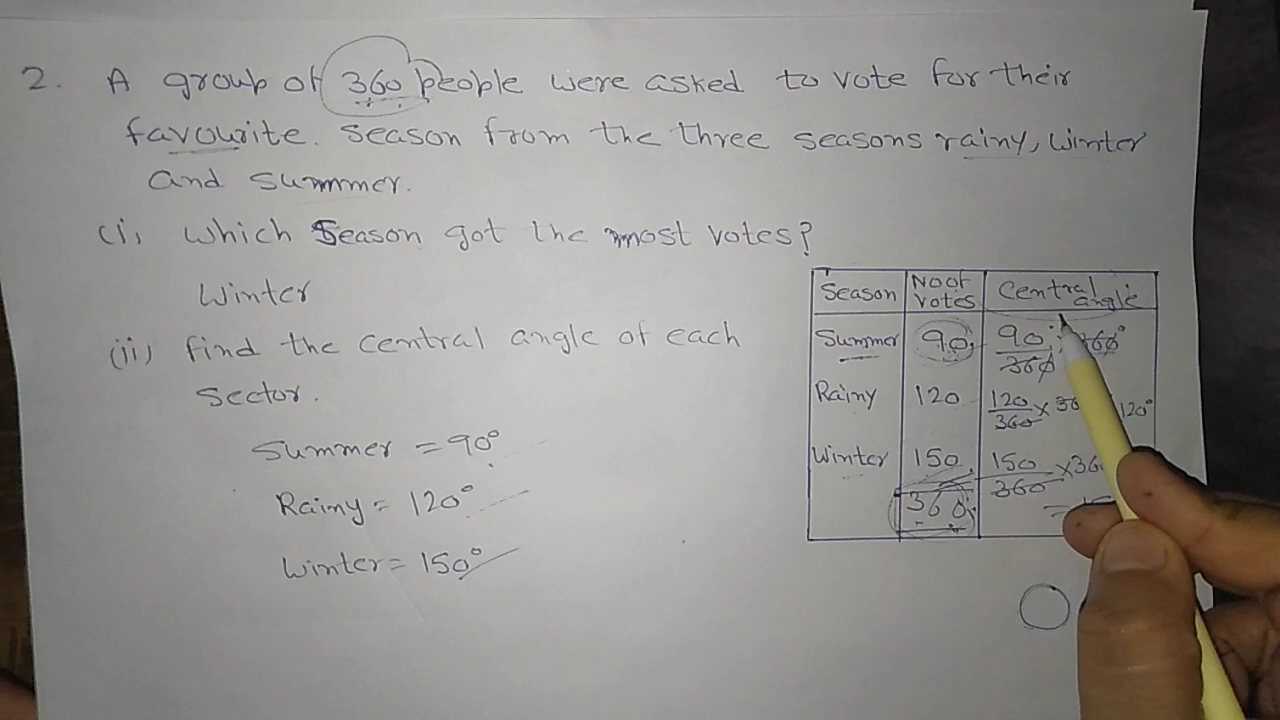 2. A group of 360 people were asked to vote for their
favourite. season from the three seasons rainy, winter
and summer.
(i) which Season got the most votes?
Winter
(ii) find the central angle of each
sector.
Summer = 90°
Rainy = 120°
Winter = 150°
Season No of votes Central angle
Summer 90 90/360 360°
Rainy 120 120/360 × 120°
Winter 150 150/360 ×
360